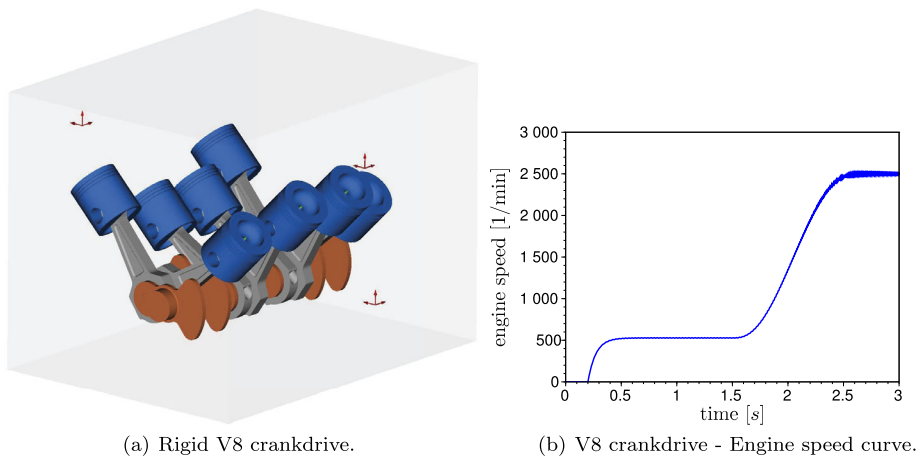 3 000
2 500
2 000
1 500
1 000
500
0
engine speed [1/min]
0 0.5 1 1.5 2 2.5 3
time [s]
(a) Rigid V8 crankdrive.
(b) V8 crankdrive - Engine speed curve.